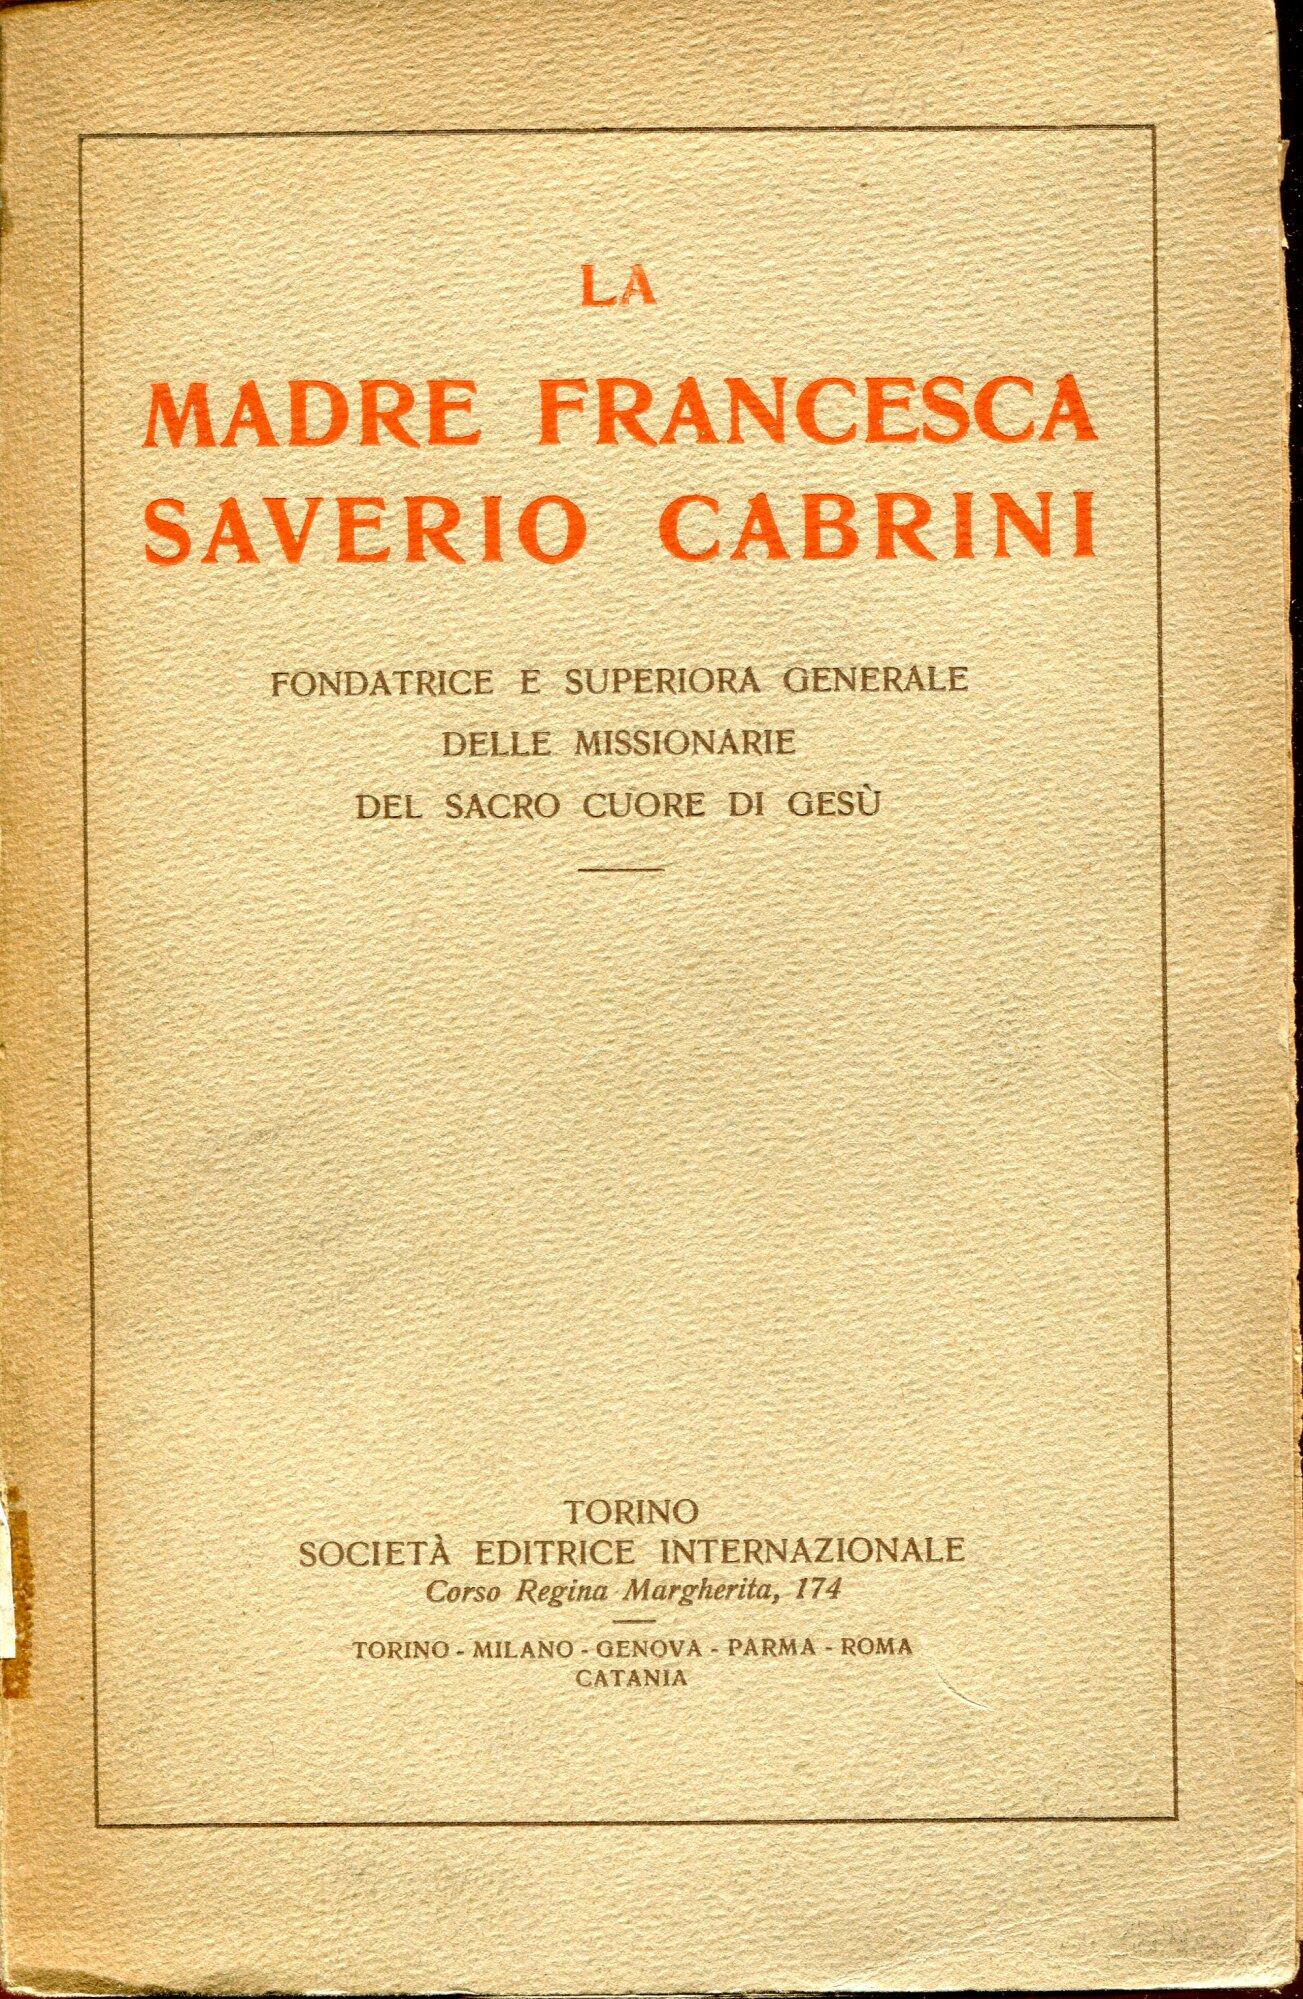 LA
MADRE FRANCESCA
SAVERIO CABRINI
FONDATRICE E SUPERIORA GENERALE
DELLE MISSIONARIE
DEL SACRO CUORE DI GESÙ
TORINO
SOCIETÀ EDITRICE INTERNAZIONALE
Corso Regina Margherita, 174
TORINO - MILANO - GENOVA - PARMA - ROMA
CATANIA